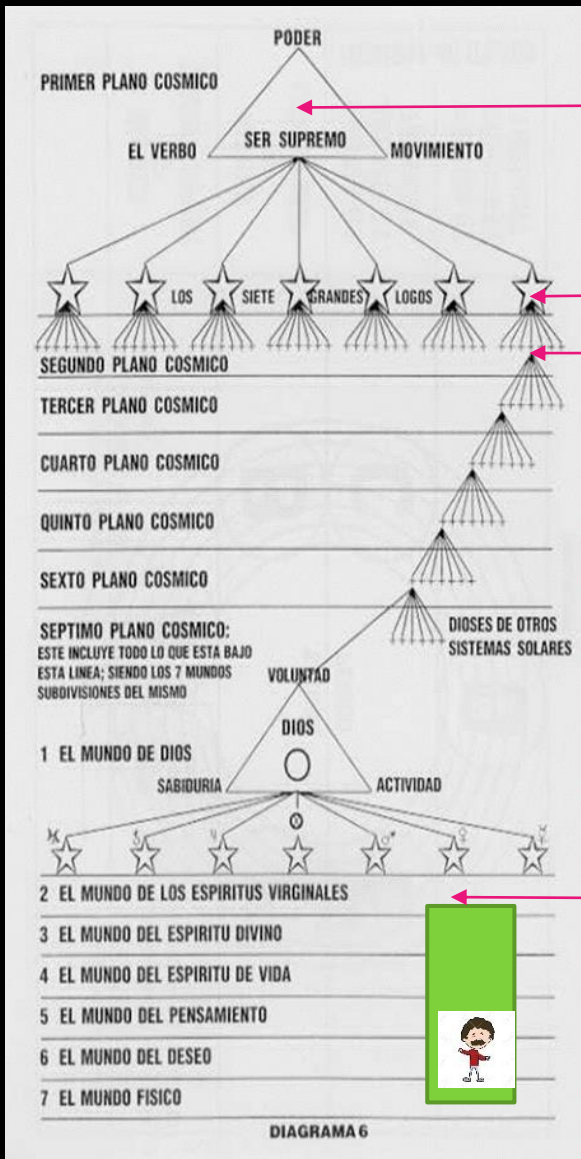 PODER
PRIMER PLANO COSMICO
SER SUPREMO
EL VERBO
MOVIMIENTO
LOS SIETE GRANDES LOGOS
SEGUNDO PLANO COSMICO
TERCER PLANO COSMICO
CUARTO PLANO COSMICO
QUINTO PLANO COSMICO
SEXTO PLANO COSMICO
SEPTIMO PLANO COSMICO:
ESTE INCLUYE TODO LO QUE ESTA BAJO
ESTA LINEA; SIENDO LOS 7 MUNDOS
SUBDIVISIONES DEL MISMO
DIOSES DE OTROS
SISTEMAS SOLARES
VOLUNTAD
DIOS
1 EL MUNDO DE DIOS
SABIDURIA
ACTIVIDAD
2 EL MUNDO DE LOS ESPIRITUS VIRGINALES
3 EL MUNDO DEL ESPIRITU DIVINO
4 EL MUNDO DEL ESPIRITU DE VIDA
5 EL MUNDO DEL PENSAMIENTO
6 EL MUNDO DEL DESEO
7 EL MUNDO FISICO
DIAGRAMA 6